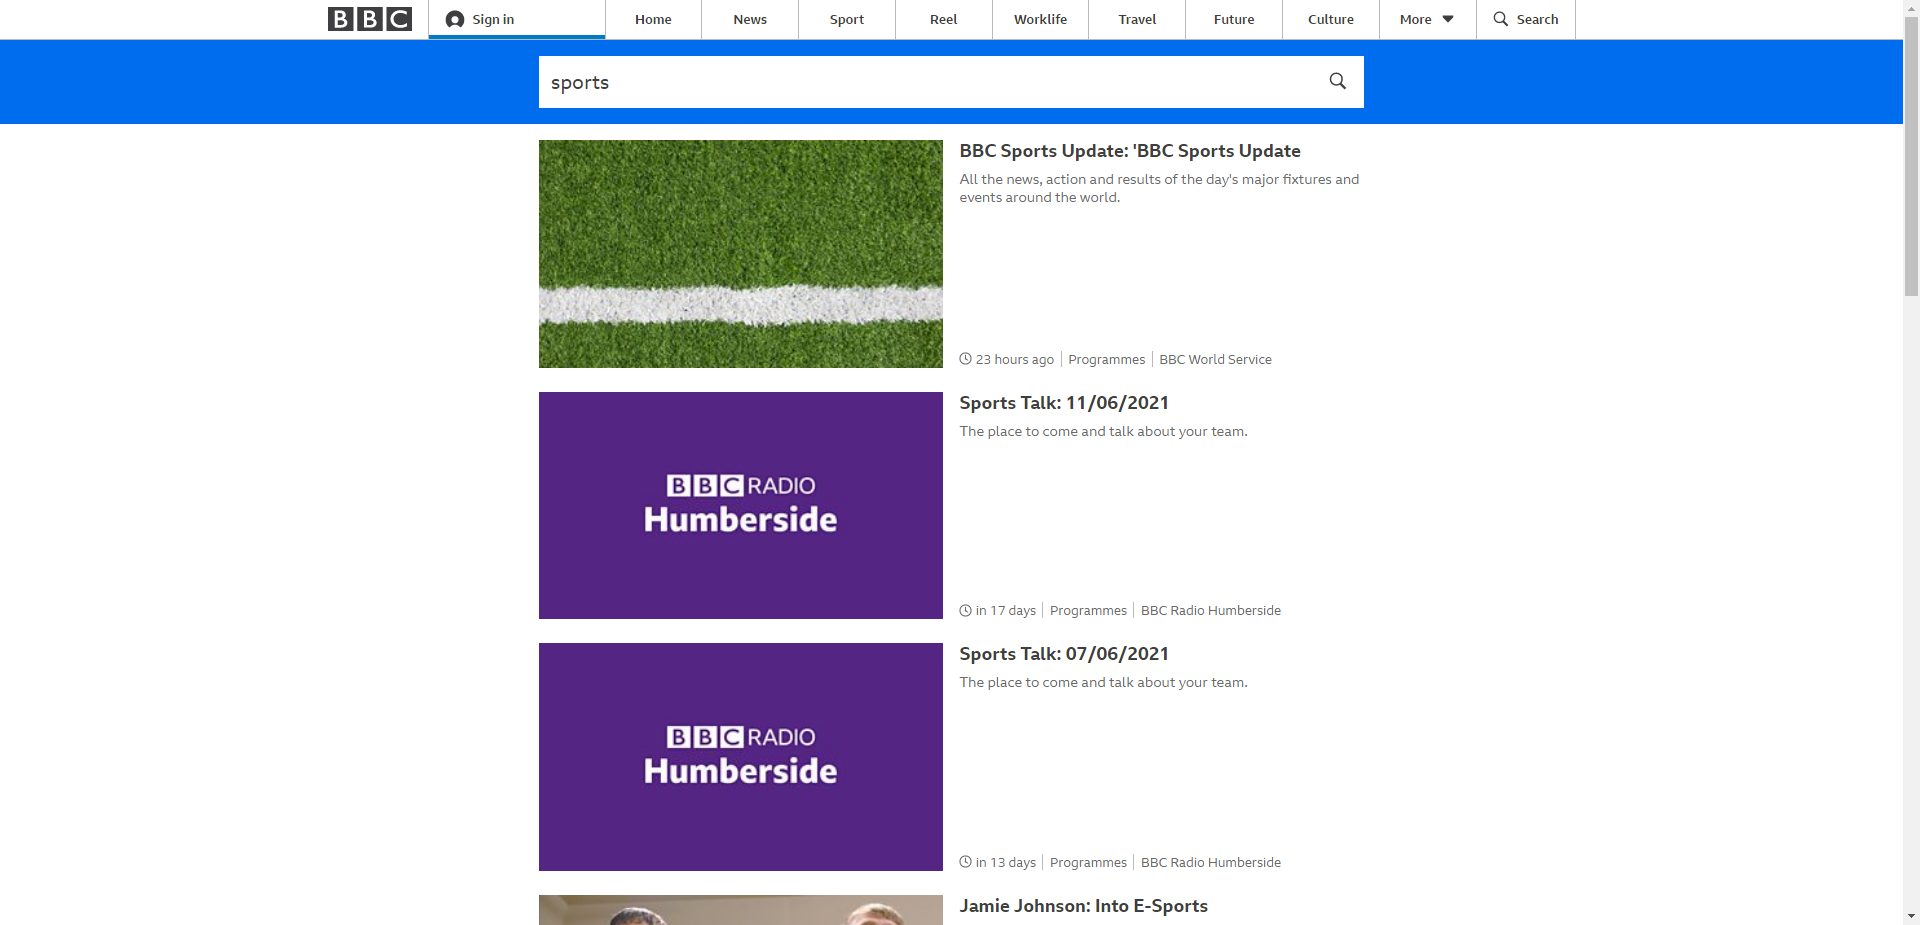 BBC
Sign in
Home
News
Sport
Reel
Worklife
Travel
Future
Culture
More
Search
sports
BBC Sports Update: 'BBC Sports Update
All the news, action and results of the day's major fixtures and
events around the world.
23 hours ago
Programmes
BBC World Service
BBC RADIO
Humberside
Sports Talk: 11/06/2021
The place to come and talk about your team.
in 17 days
Programmes
BBC Radio Humberside
BBC RADIO
Humberside
Sports Talk: 07/06/2021
The place to come and talk about your team.
in 13 days
Programmes
BBC Radio Humberside
Jamie Johnson: Into E-Sports